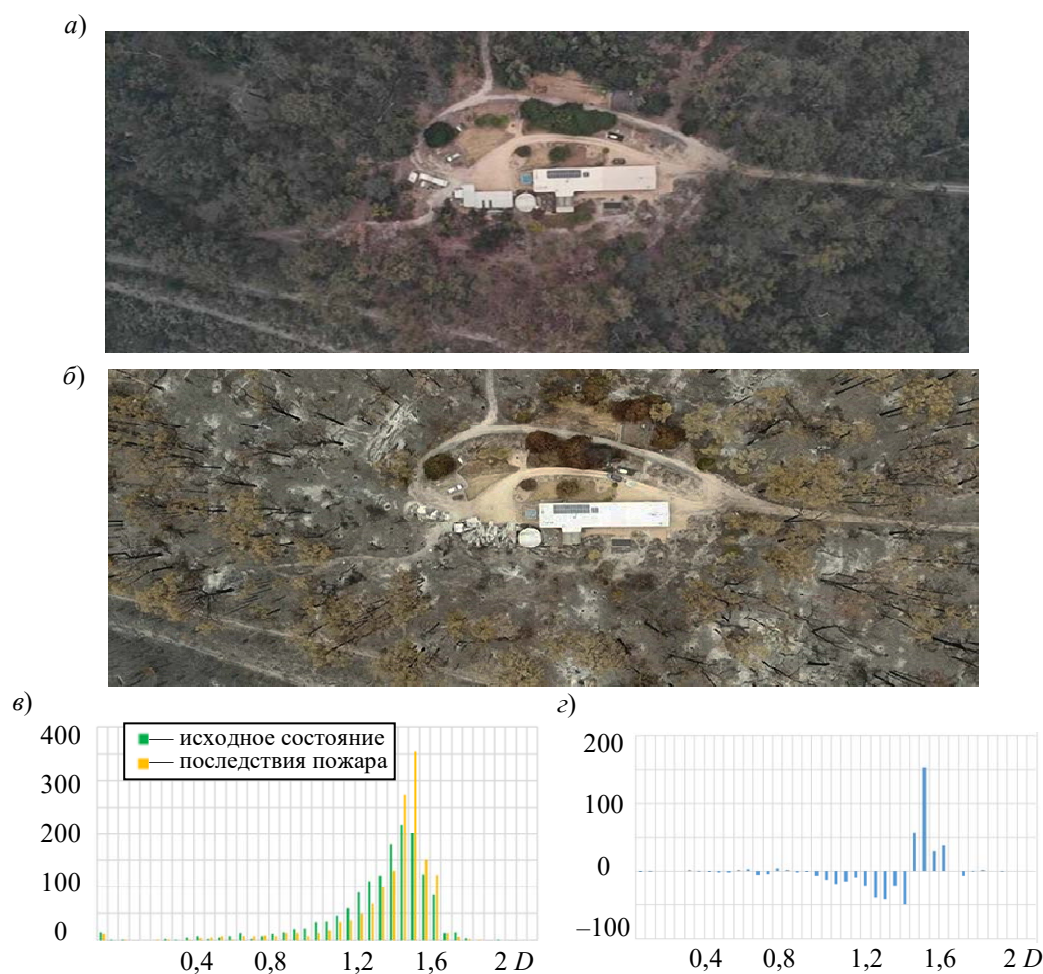 а)
б)
в)
г)
400
исходное состояние
последствия пожара
300
200
100
0
0,4 0,8 1,2 1,6 2 D
200
100
0
–100
0,4 0,8 1,2 1,6 2 D